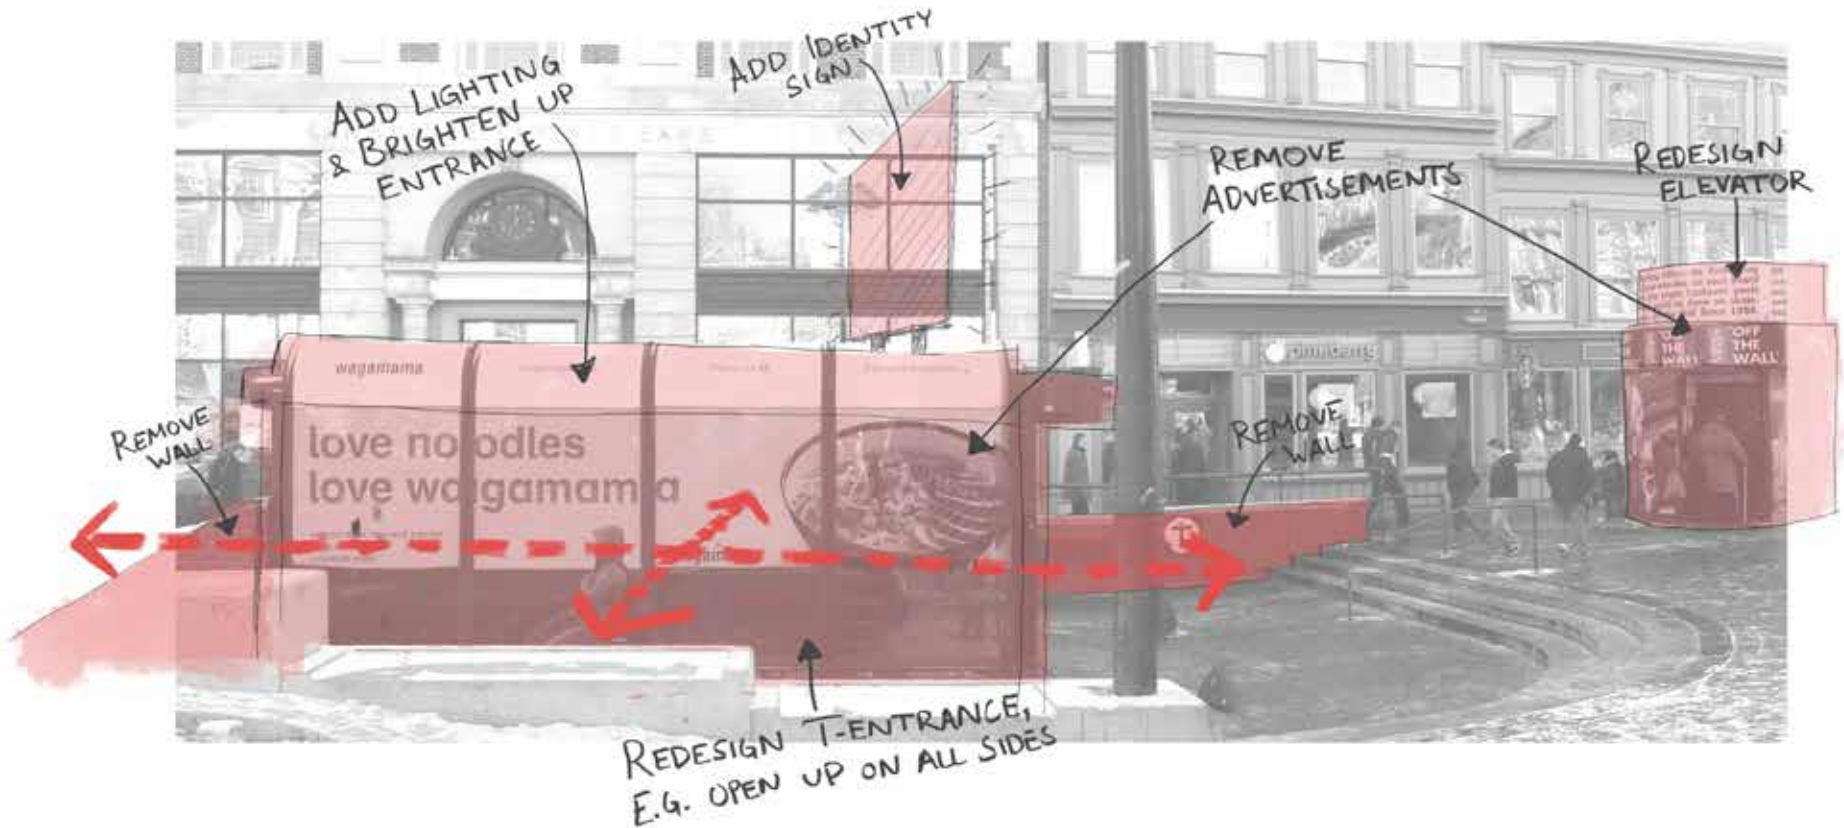 ADD LIGHTING
& BRIGHTEN UP
ENTRANCE
ADD IDENTITY
SIGN
REMOVE
ADVERTISEMENTS
REDESIGN
ELEVATOR
REMOVE
WALL
wagamama
love noodles
love wagamama
REMOVE
WALL
OFF
THE
WALL
OFF
THE
WALL
T
REDESIGN T-ENTRANCE,
E.G. OPEN UP ON ALL SIDES